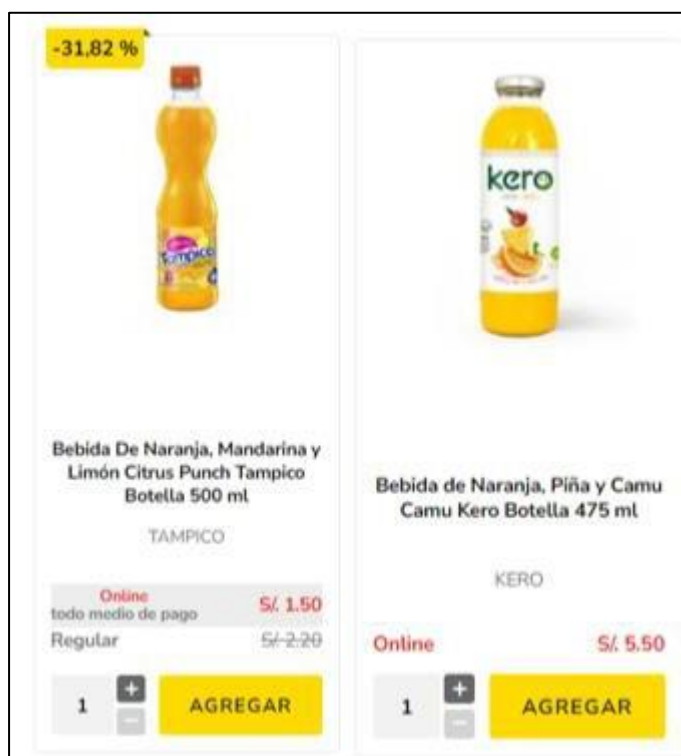 -31,82 %
Tampico
Bebida De Naranja, Mandarina y
Limón Citrus Punch Tampico
Botella 500 ml
TAMPICO
Online
todo medio de pago
S/. 1.50
Regular
S/. 2.20
1
+
-
AGREGAR
kero
Bebida de Naranja, Piña y Camu
Camu Kero Botella 475 ml
KERO
Online
S/. 5.50
1
+
-
AGREGAR